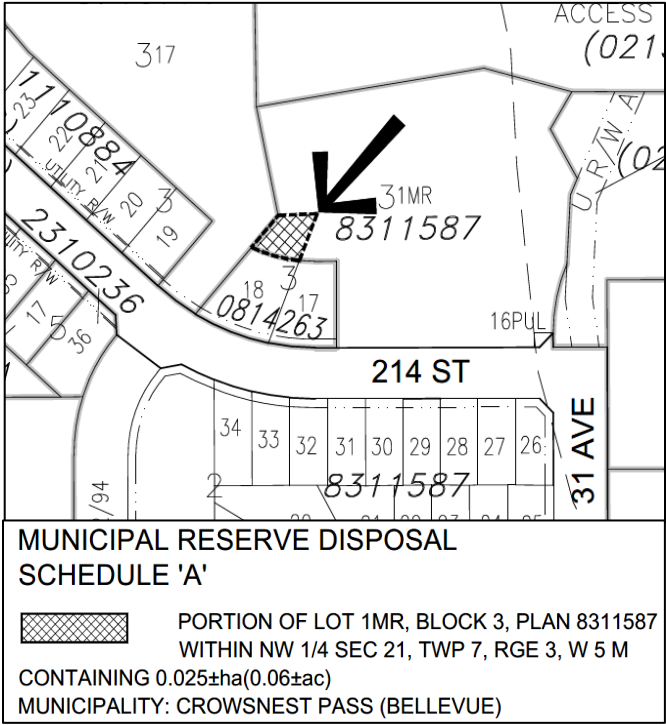 ACCESS
(021
317
31MR
8311587
U R/W A
(02
1110884
23
22
21
20
19
3
UTILITY R/W
2310236
R/W
17
5
36
18
3
17
0814263
16PUL
214 ST
31 AVE
34
33
32
31
30
29
28
27
26
2
8311587
/94
MUNICIPAL RESERVE DISPOSAL
SCHEDULE 'A'
PORTION OF LOT 1MR, BLOCK 3, PLAN 8311587
WITHIN NW 1/4 SEC 21, TWP 7, RGE 3, W 5 M
CONTAINING 0.025±ha(0.06±ac)
MUNICIPALITY: CROWSNEST PASS (BELLEVUE)